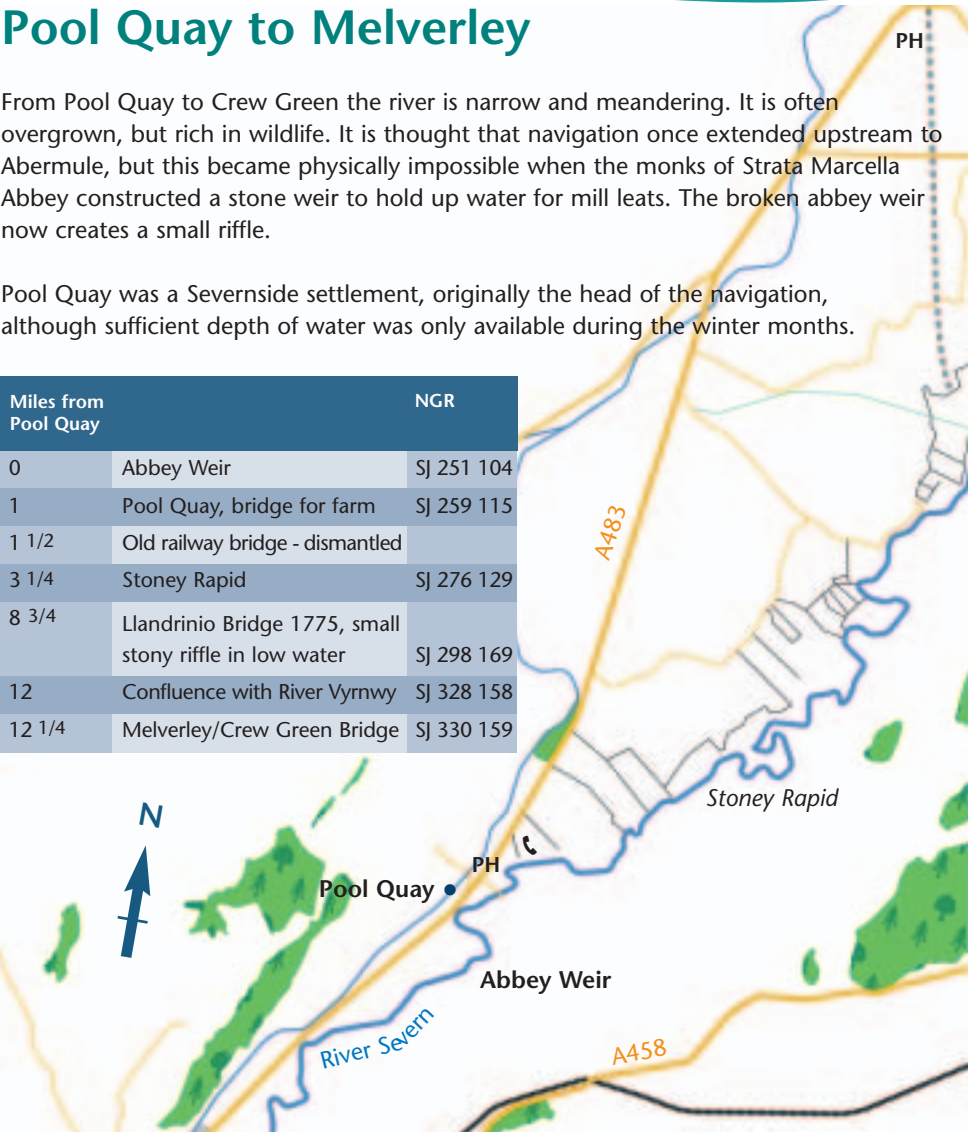 Pool Quay to Melverley
From Pool Quay to Crew Green the river is narrow and meandering. It is often
overgrown, but rich in wildlife. It is thought that navigation once extended upstream to
Abermule, but this became physically impossible when the monks of Strata Marcella
Abbey constructed a stone weir to hold up water for mill leats. The broken abbey weir
now creates a small riffle.
Pool Quay was a Severnside settlement, originally the head of the navigation,
although sufficient depth of water was only available during the winter months.
Miles from
Pool Quay
NGR
0 Abbey Weir SJ 251 104
1 Pool Quay, bridge for farm SJ 259 115
1 1/2 Old railway bridge - dismantled
3 1/4 Stoney Rapid SJ 276 129
8 3/4 Llandrinio Bridge 1775, small
stony riffle in low water SJ 298 169
12 Confluence with River Vyrnwy SJ 328 158
12 1/4 Melverley/Crew Green Bridge SJ 330 159
PH
A483
Stoney Rapid
N
PH
Pool Quay
Abbey Weir
River Severn
A458